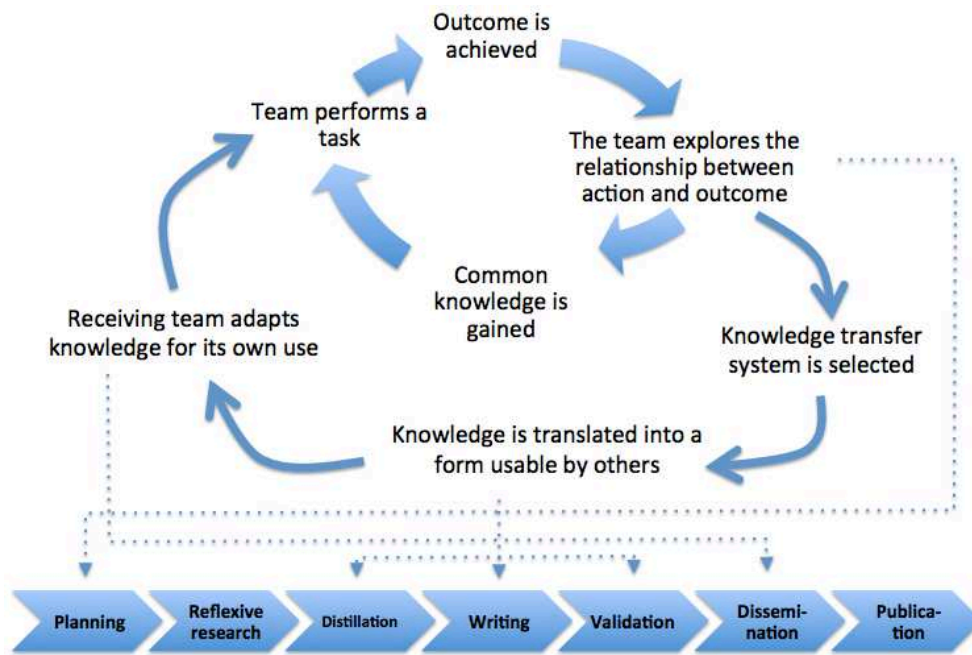 Outcome is
achieved
Team performs a
task
The team explores the
relationship between
action and outcome
Common
knowledge is
gained
Receiving team adapts
knowledge for its own use
Knowledge transfer
system is selected
Knowledge is translated into a
form usable by others
Planning
Reflexive
research
Distillation
Writing
Validation
Dissemi-
nation
Publica-
tion